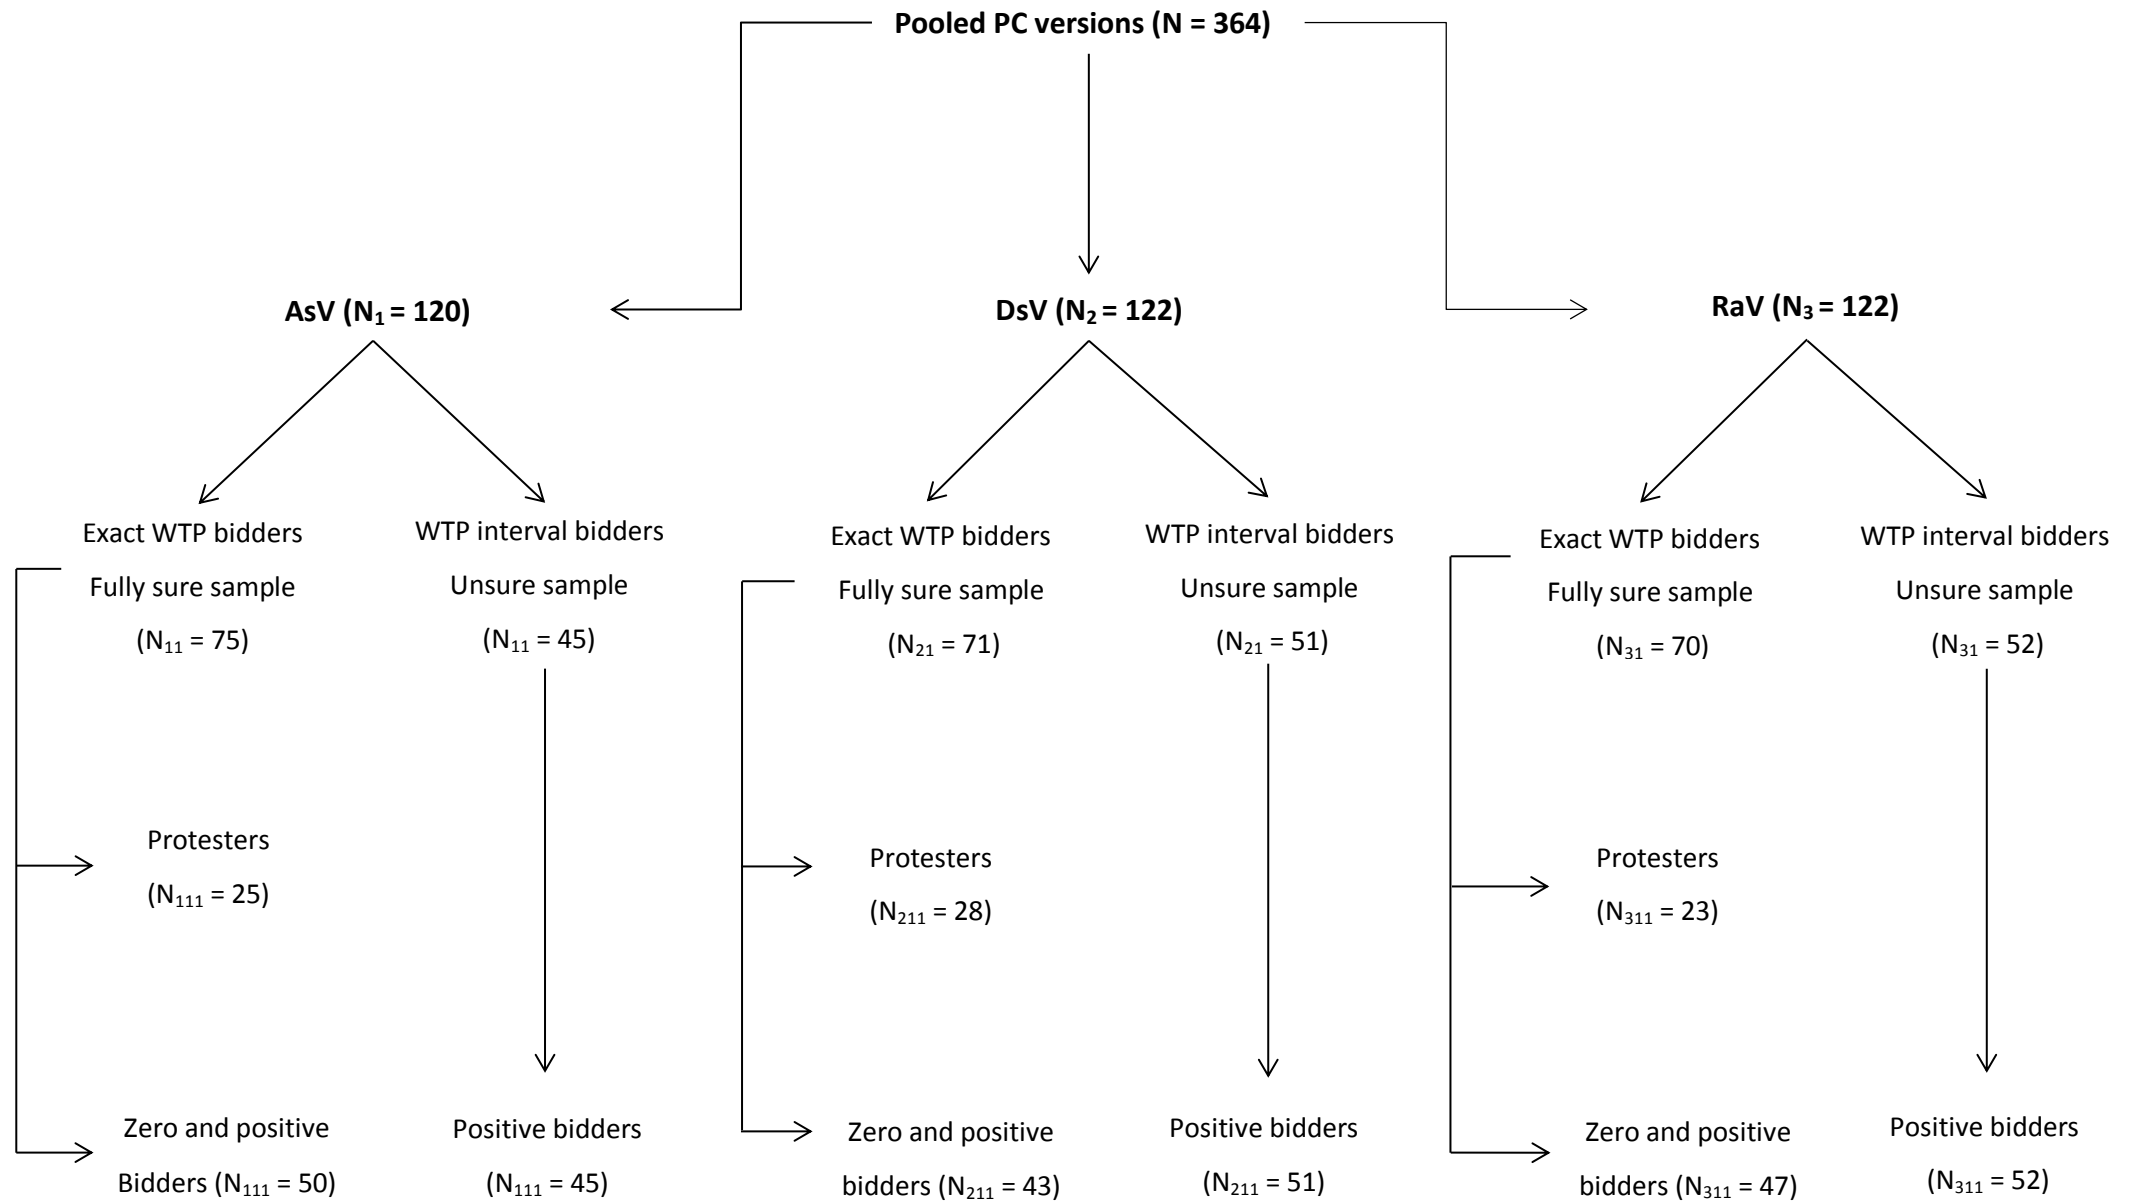 Pooled PC versions (N = 364)
AsV (N₁ = 120)
DsV (N₂ = 122)
RaV (N₃ = 122)
Exact WTP bidders
Fully sure sample
(N₁₁ = 75)
WTP interval bidders
Unsure sample
(N₁₁ = 45)
Exact WTP bidders
Fully sure sample
(N₂₁ = 71)
WTP interval bidders
Unsure sample
(N₂₁ = 51)
Exact WTP bidders
Fully sure sample
(N₃₁ = 70)
WTP interval bidders
Unsure sample
(N₃₁ = 52)
Protesters
(N₁₁₁ = 25)
Protesters
(N₂₁₁ = 28)
Protesters
(N₃₁₁ = 23)
Zero and positive
Bidders (N₁₁₁ = 50)
Positive bidders
(N₁₁₁ = 45)
Zero and positive
bidders (N₂₁₁ = 43)
Positive bidders
(N₂₁₁ = 51)
Zero and positive
bidders (N₃₁₁ = 47)
Positive bidders
(N₃₁₁ = 52)